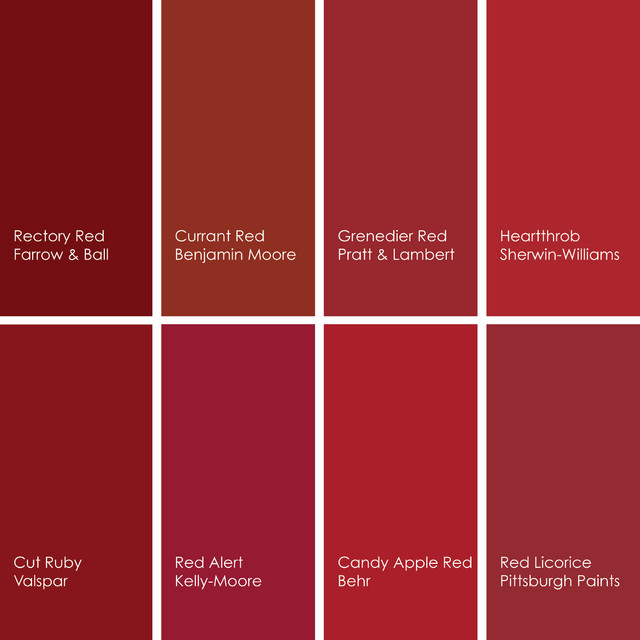 Rectory Red
Farrow & Ball
Currant Red
Benjamin Moore
Grenedier Red
Pratt & Lambert
Heartthrob
Sherwin-Williams
Cut Ruby
Valspar
Red Alert
Kelly-Moore
Candy Apple Red
Behr
Red Licorice
Pittsburgh Paints